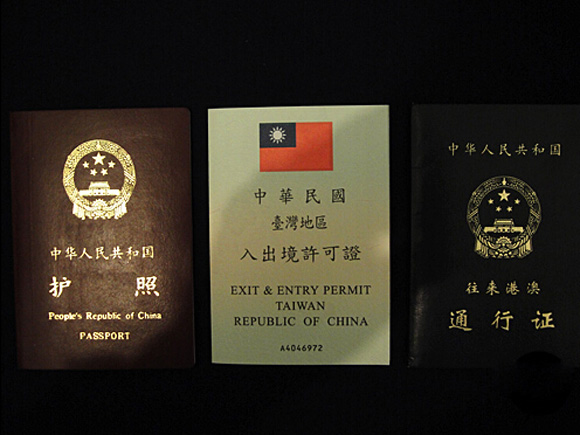 中华人民共和国
护 照
People's Republic of China
PASSPORT
中華民國
臺灣地區
入出境許可證
EXIT & ENTRY PERMIT
TAIWAN
REPUBLIC OF CHINA
A4046972
中华人民共和国
往来港澳
通行证